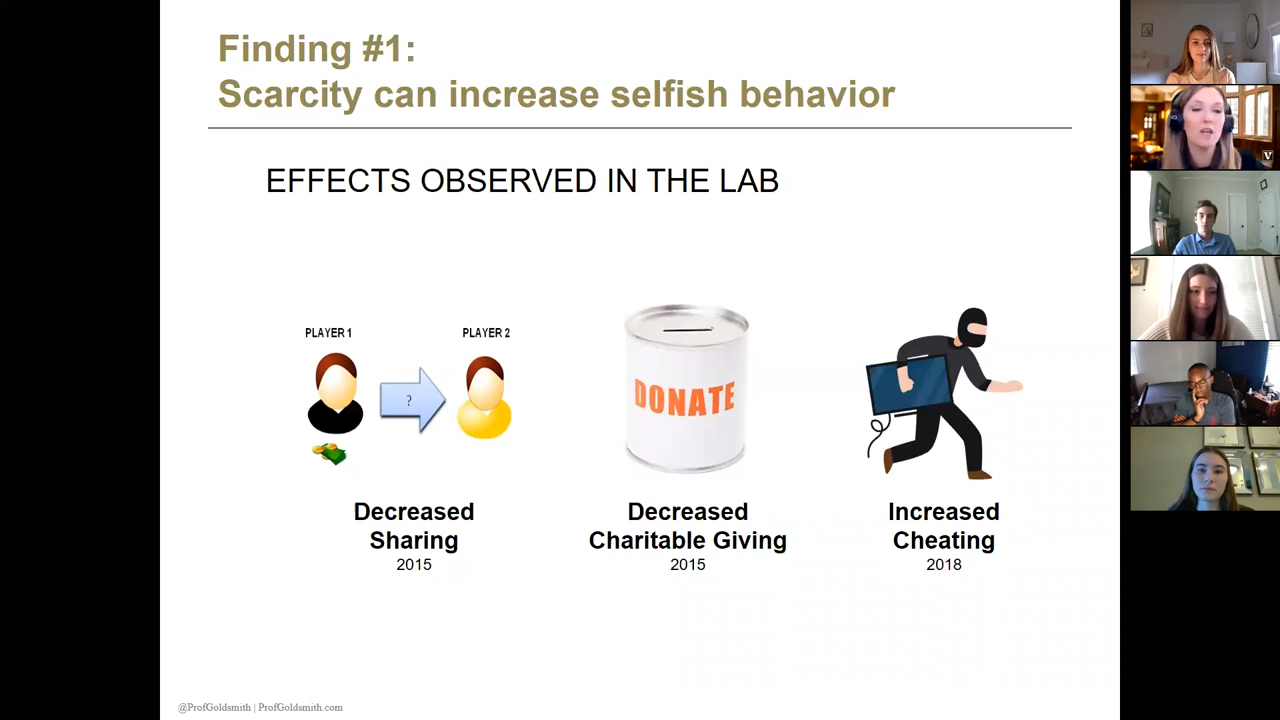 Finding #1:
Scarcity can increase selfish behavior
EFFECTS OBSERVED IN THE LAB
PLAYER 1
PLAYER 2
?
DONATE
Decreased
Sharing
2015
Decreased
Charitable Giving
2015
Increased
Cheating
2018
@ProfGoldsmith | ProfGoldsmith.com
V